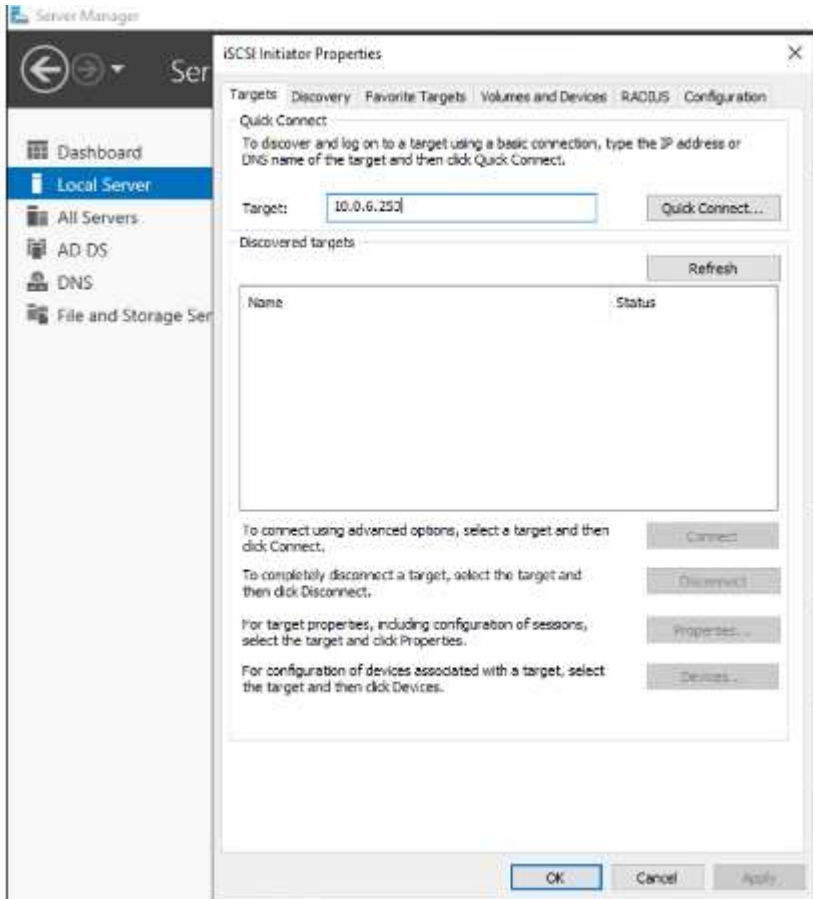 Server Manager
Ser
Dashboard
Local Server
All Servers
AD DS
DNS
File and Storage Ser
iSCSI Initiator Properties
Targets Discovery Favorite Targets Volumes and Devices RADIUS Configuration
Quick Connect
To discover and log on to a target using a basic connection, type the IP address or
DNS name of the target and then click Quick Connect.
Target: 10.0.6.253 Quick Connect...
Discovered targets
Refresh
Name Status
To connect using advanced options, select a target and then
click Connect.
Connect
To completely disconnect a target, select the target and
then click Disconnect.
Disconnect
For target properties, including configuration of sessions,
select the target and click Properties.
Properties...
For configuration of devices associated with a target, select
the target and then click Devices.
Devices...
OK Cancel Apply